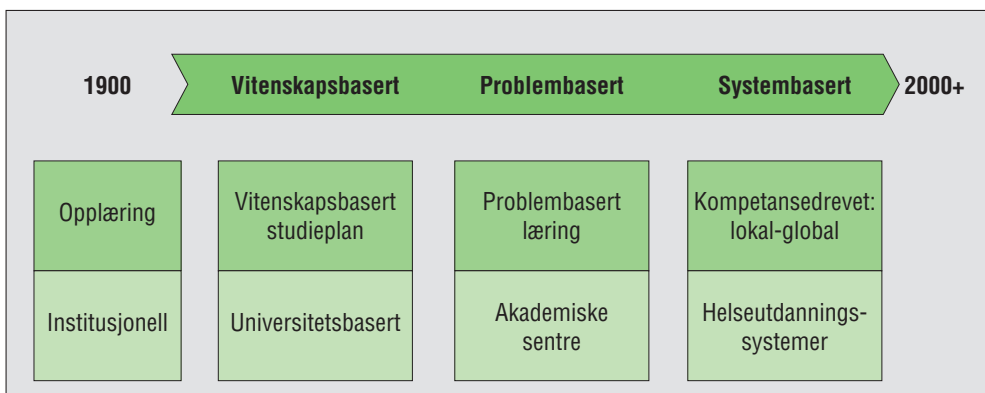 1900 Vitenskapsbasert Problembasert Systembasert 2000+
Opplæring
Vitenskapsbasert
studieplan
Problembasert
læring
Kompetansedrevet:
lokal-global
Institusjonell
Universitetsbasert
Akademiske
sentre
Helseutdannings-
systemer